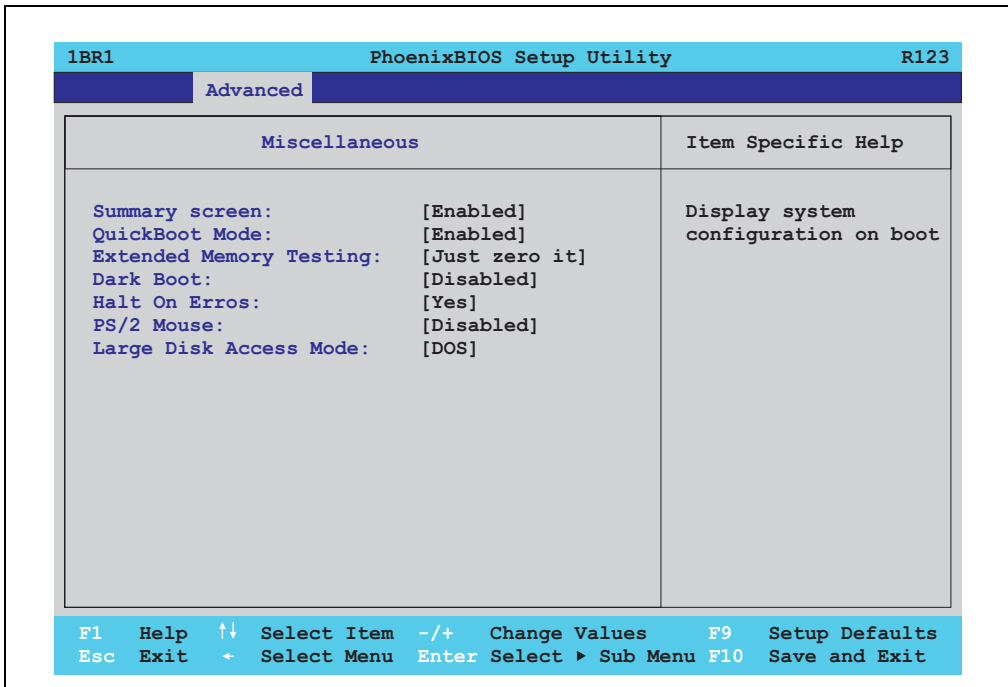 1BR1 PhoenixBIOS Setup Utility R123
Advanced
Miscellaneous Item Specific Help
Summary screen: [Enabled] Display system
QuickBoot Mode: [Enabled] configuration on boot
Extended Memory Testing: [Just zero it]
Dark Boot: [Disabled]
Halt On Erros: [Yes]
PS/2 Mouse: [Disabled]
Large Disk Access Mode: [DOS]
F1 Help ↑↓ Select Item -/+ Change Values F9 Setup Defaults
Esc Exit ← Select Menu Enter Select ▶ Sub Menu F10 Save and Exit